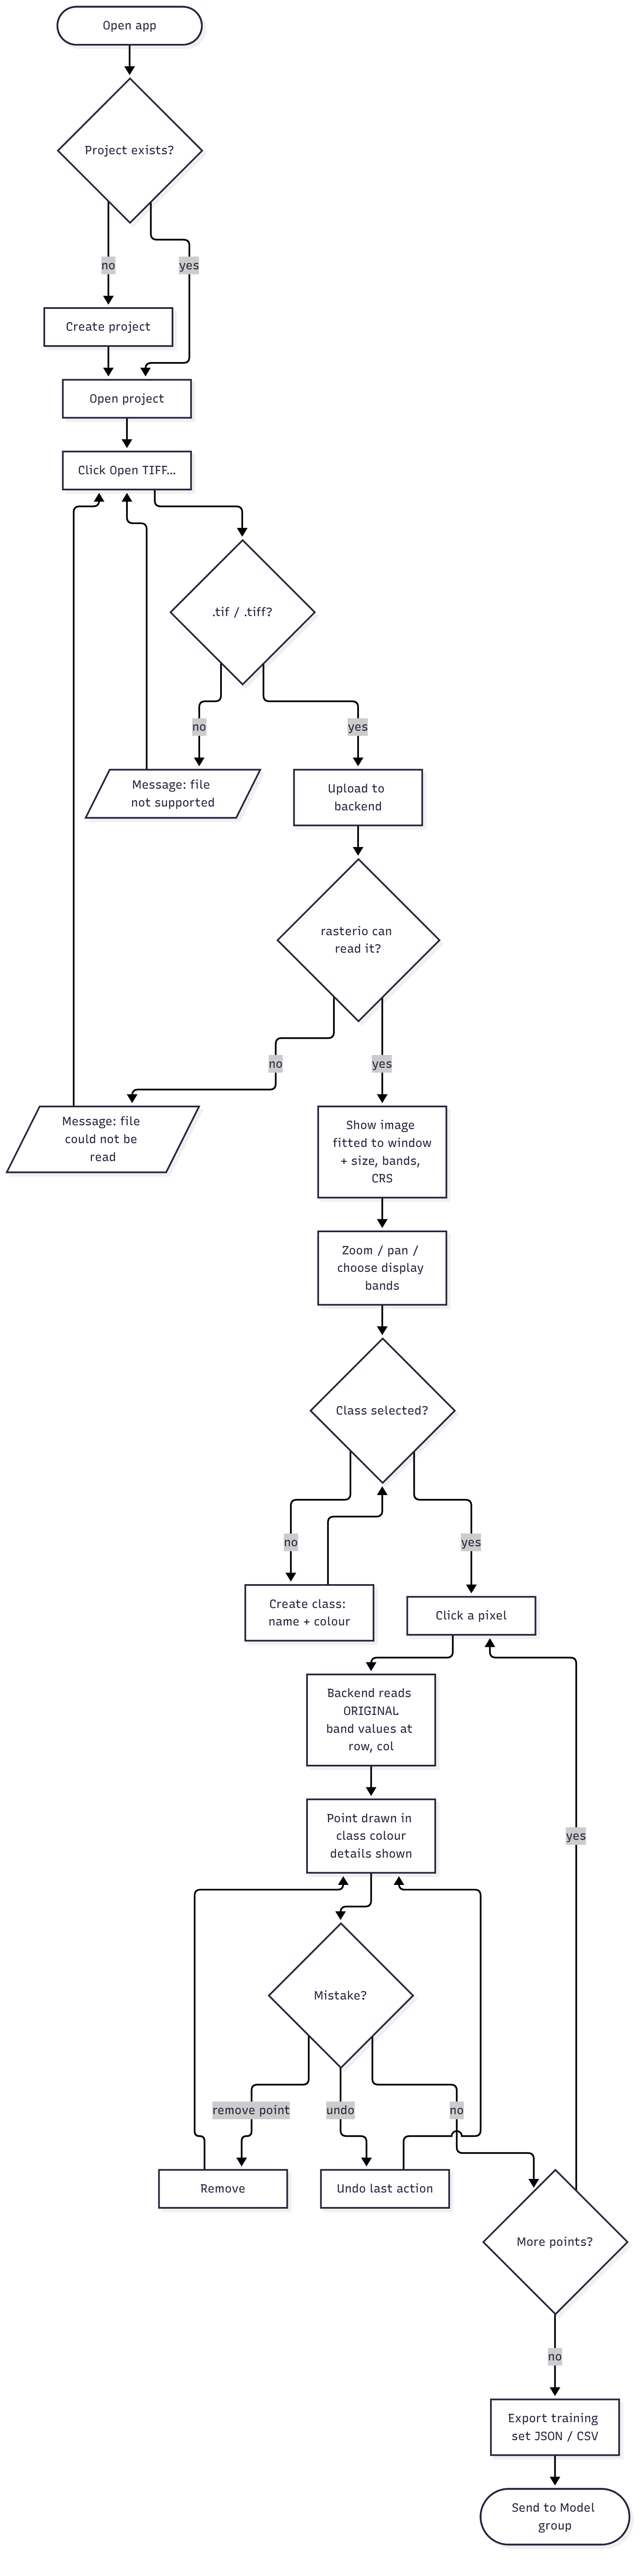 Open app
Project exists?
no
yes
Create project
Open project
Click Open TIFF...
.tif / .tiff?
no
yes
Message: file
not supported
Upload to
backend
rasterio can
read it?
no
yes
Message: file
could not be
read
Show image
fitted to window
+ size, bands,
CRS
Zoom / pan /
choose display
bands
Class selected?
no
yes
Create class:
name + colour
Click a pixel
Backend reads
ORIGINAL
band values at
row, col
Point drawn in
class colour
details shown
yes
Mistake?
remove point
undo
no
Remove
Undo last action
More points?
no
Export training
set JSON / CSV
Send to Model
group